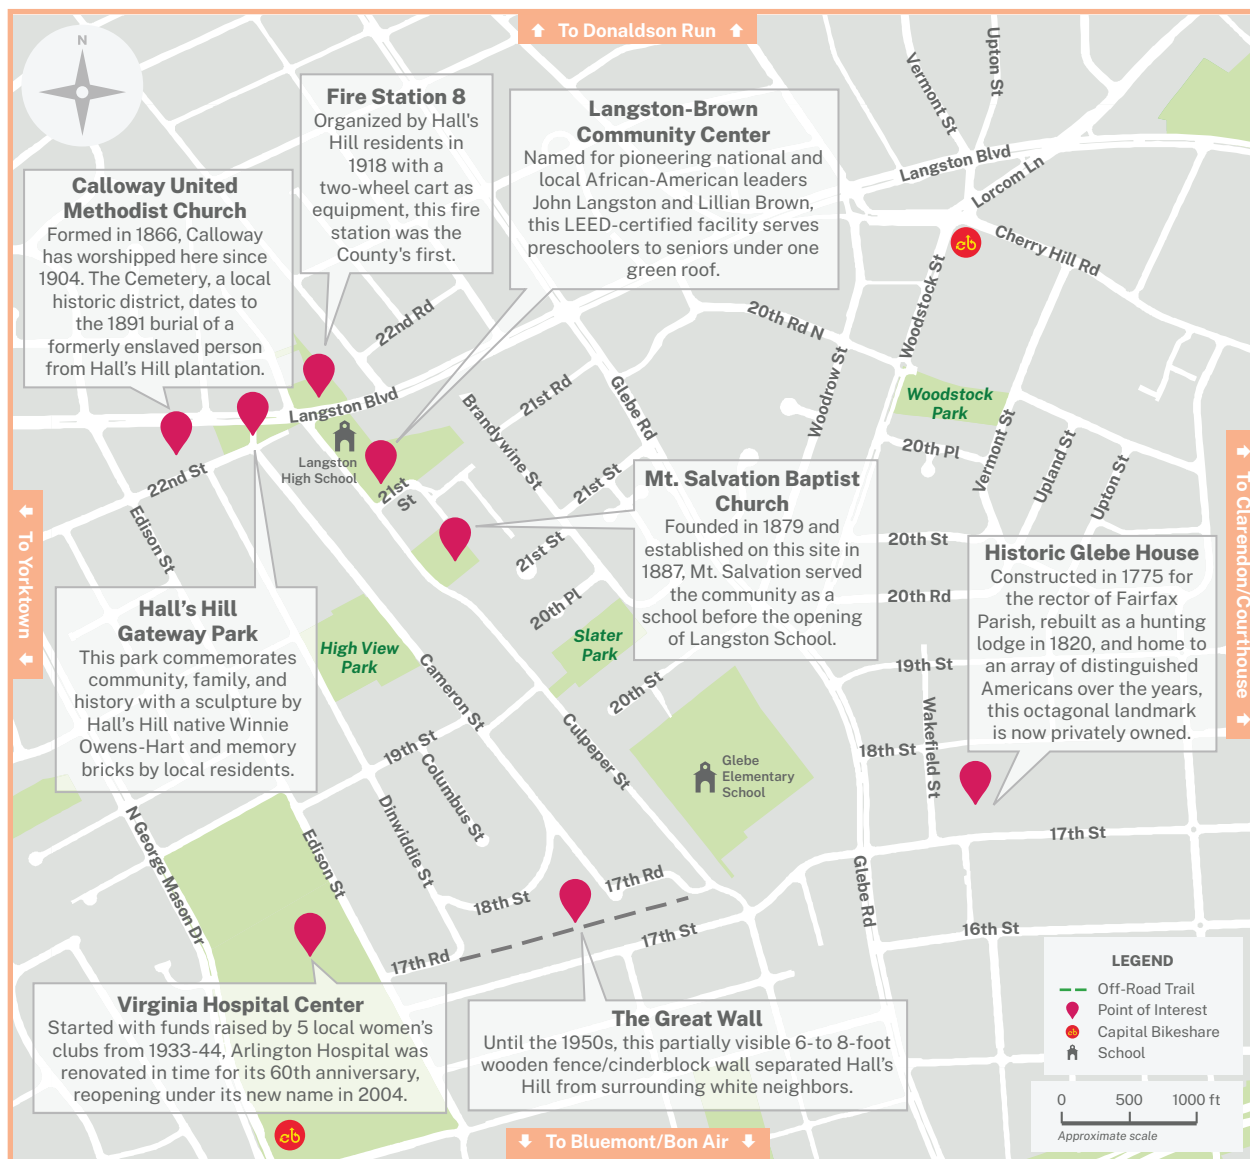 To Donaldson Run
N
Fire Station 8
Organized by Hall's
Hill residents in
1918 with a
two-wheel cart as
equipment, this fire
station was the
County's first.
Langston-Brown
Community Center
Named for pioneering national and
local African-American leaders
John Langston and Lillian Brown,
this LEED-certified facility serves
preschoolers to seniors under one
green roof.
Calloway United
Methodist Church
Formed in 1866, Calloway
has worshipped here since
1904. The Cemetery, a local
historic district, dates to
the 1891 burial of a
formerly enslaved person
from Hall's Hill plantation.
Vermont St
Upton St
Langston Blvd
Lorcom Ln
Cherry Hill Rd
Woodstock St
20th Rd N
Woodrow St
22nd Rd
Langston Blvd
21st Rd
Glebe Rd
Brandywine St
Woodstock
Park
20th Pl
Vermont St
Upland St
Upton St
Langston
High School
22nd St
21st
St
21st St
Edison St
To Yorktown
To Clarendon/Courthouse
Mt. Salvation Baptist
Church
Founded in 1879 and
established on this site in
1887, Mt. Salvation served
the community as a
school before the opening
of Langston School.
21st St
20th St
20th Rd
20th Pl
Historic Glebe House
Constructed in 1775 for
the rector of Fairfax
Parish, rebuilt as a hunting
lodge in 1820, and home to
an array of distinguished
Americans over the years,
this octagonal landmark
is now privately owned.
Hall's Hill
Gateway Park
This park commemorates
community, family, and
history with a sculpture by
Hall's Hill native Winnie
Owens-Hart and memory
bricks by local residents.
High View
Park
Slater
Park
Cameron St
20th St
19th St
Culpeper St
19th St
Wakefield St
18th St
Columbus St
Glebe
Elementary
School
Dinwiddie St
N George Mason Dr
Edison St
17th St
Glebe Rd
17th Rd
18th St
16th St
17th St
17th Rd
Virginia Hospital Center
Started with funds raised by 5 local women's
clubs from 1933-44, Arlington Hospital was
renovated in time for its 60th anniversary,
reopening under its new name in 2004.
The Great Wall
Until the 1950s, this partially visible 6-to 8-foot
wooden fence/cinderblock wall separated Hall's
Hill from surrounding white neighbors.
LEGEND
Off-Road Trail
Point of Interest
Capital Bikeshare
School
0 500 1000 ft
Approximate scale
To Bluemont/Bon Air